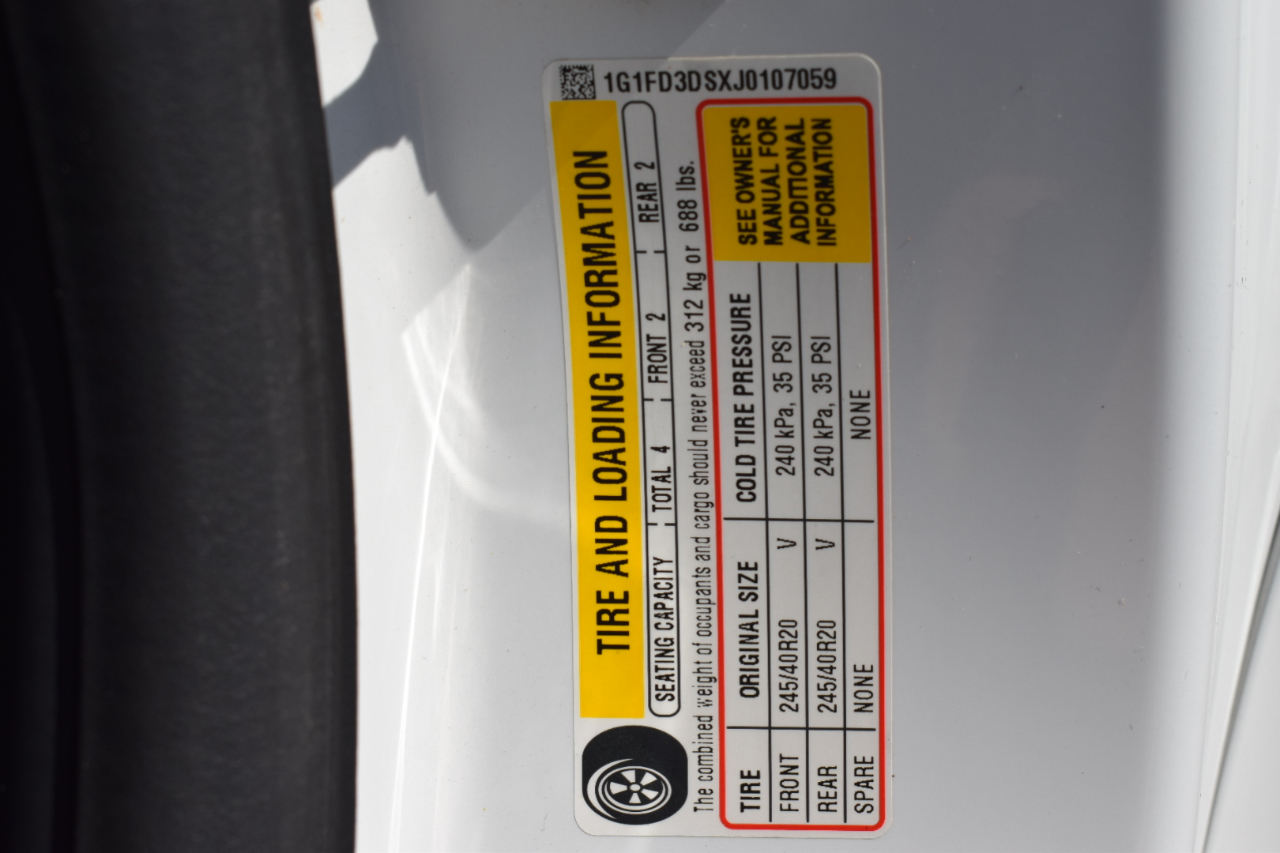 1G1FD3DSXJ0107059
TIRE AND LOADING INFORMATION
SEATING CAPACITY TOTAL 4 FRONT 2 REAR 2
The combined weight of occupants and cargo should never exceed 312 kg or 688 lbs.
TIRE ORIGINAL SIZE COLD TIRE PRESSURE
FRONT 245/40R20 V 240 kPa, 35 PSI
REAR 245/40R20 V 240 kPa, 35 PSI
SPARE NONE NONE
SEE OWNER'S
MANUAL FOR
ADDITIONAL
INFORMATION